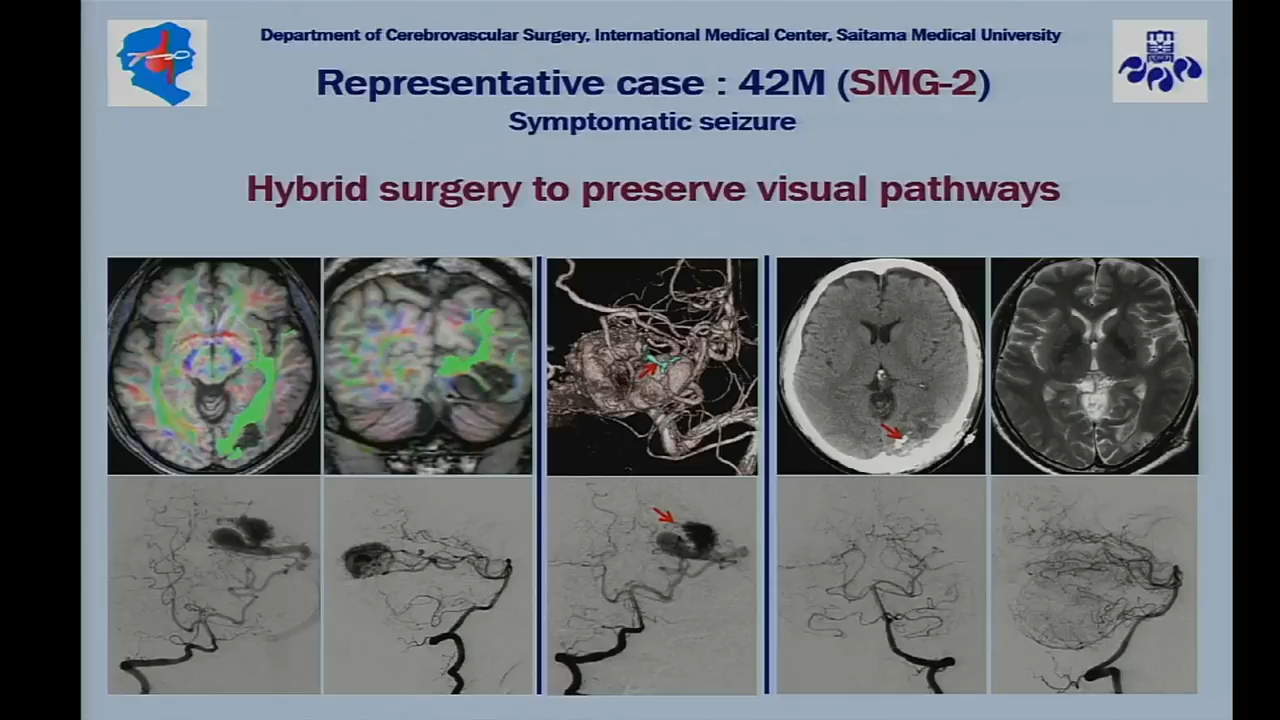 Department of Cerebrovascular Surgery, International Medical Center, Saitama Medical University
Representative case : 42M (SMG-2)
Symptomatic seizure
Hybrid surgery to preserve visual pathways